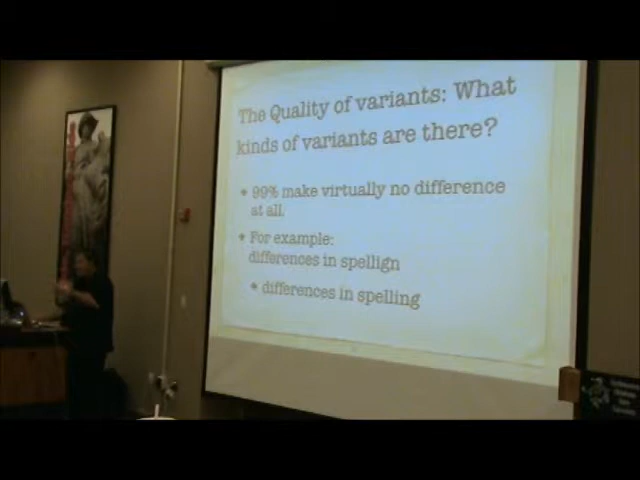 The Quality of variants: What
kinds of variants are there?
99% make virtually no difference
at all.
For example:
differences in spellign
differences in spelling